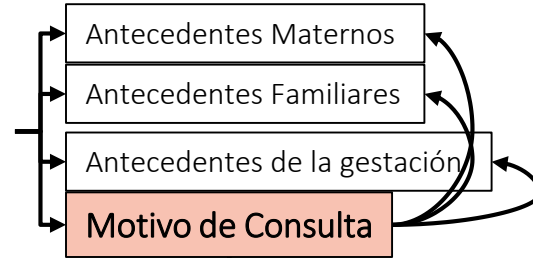 Antecedentes Maternos
Antecedentes Familiares
Antecedentes de la gestación
Motivo de Consulta